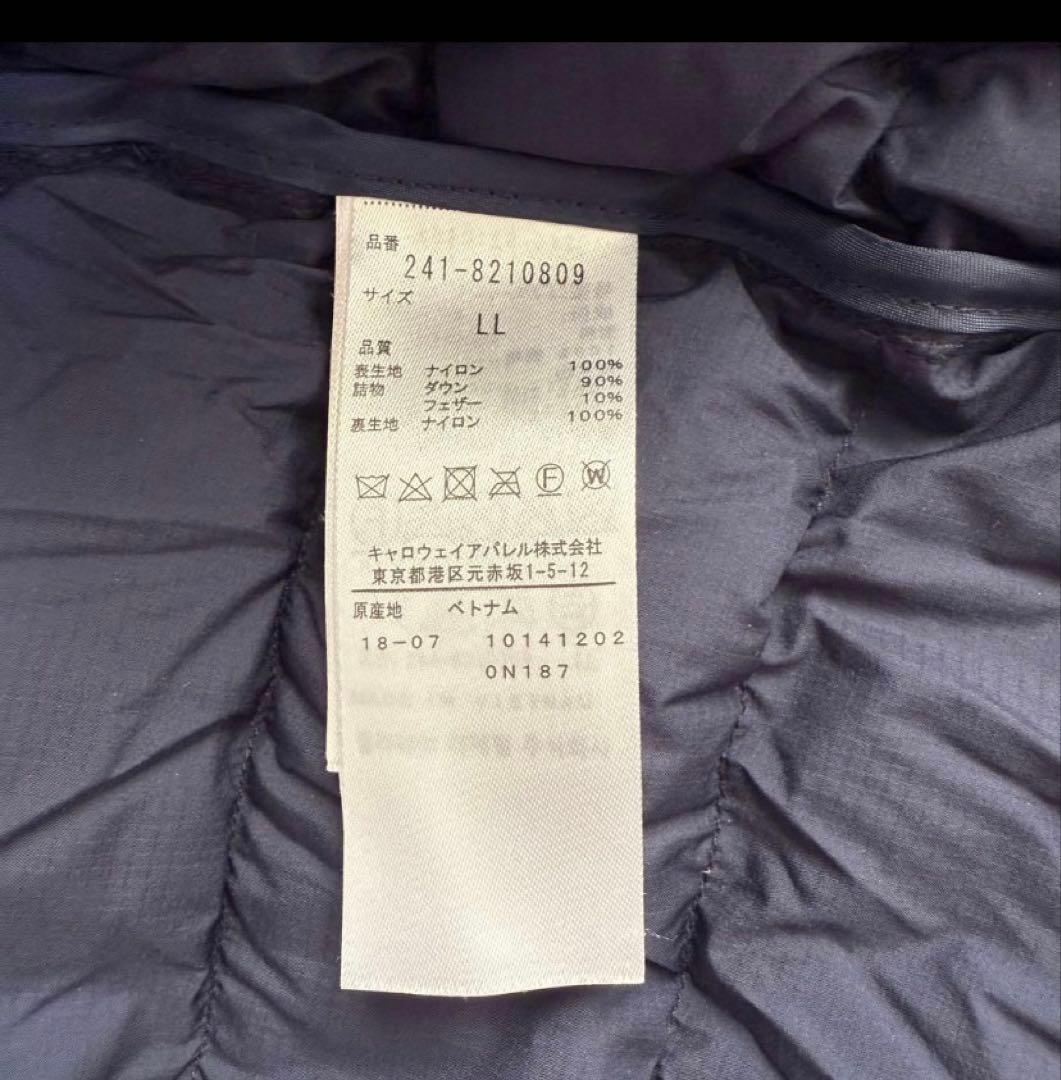 品番
241-8210809
サイズ
LL
品質
表生地 ナイロン 100%
詰物 ダウン 90%
フェザー 10%
裏生地 ナイロン 100%
F W
キャロウェイアパレル株式会社
東京都港区元赤坂1-5-12
原産地 ベトナム
18-07 10141202
0N187